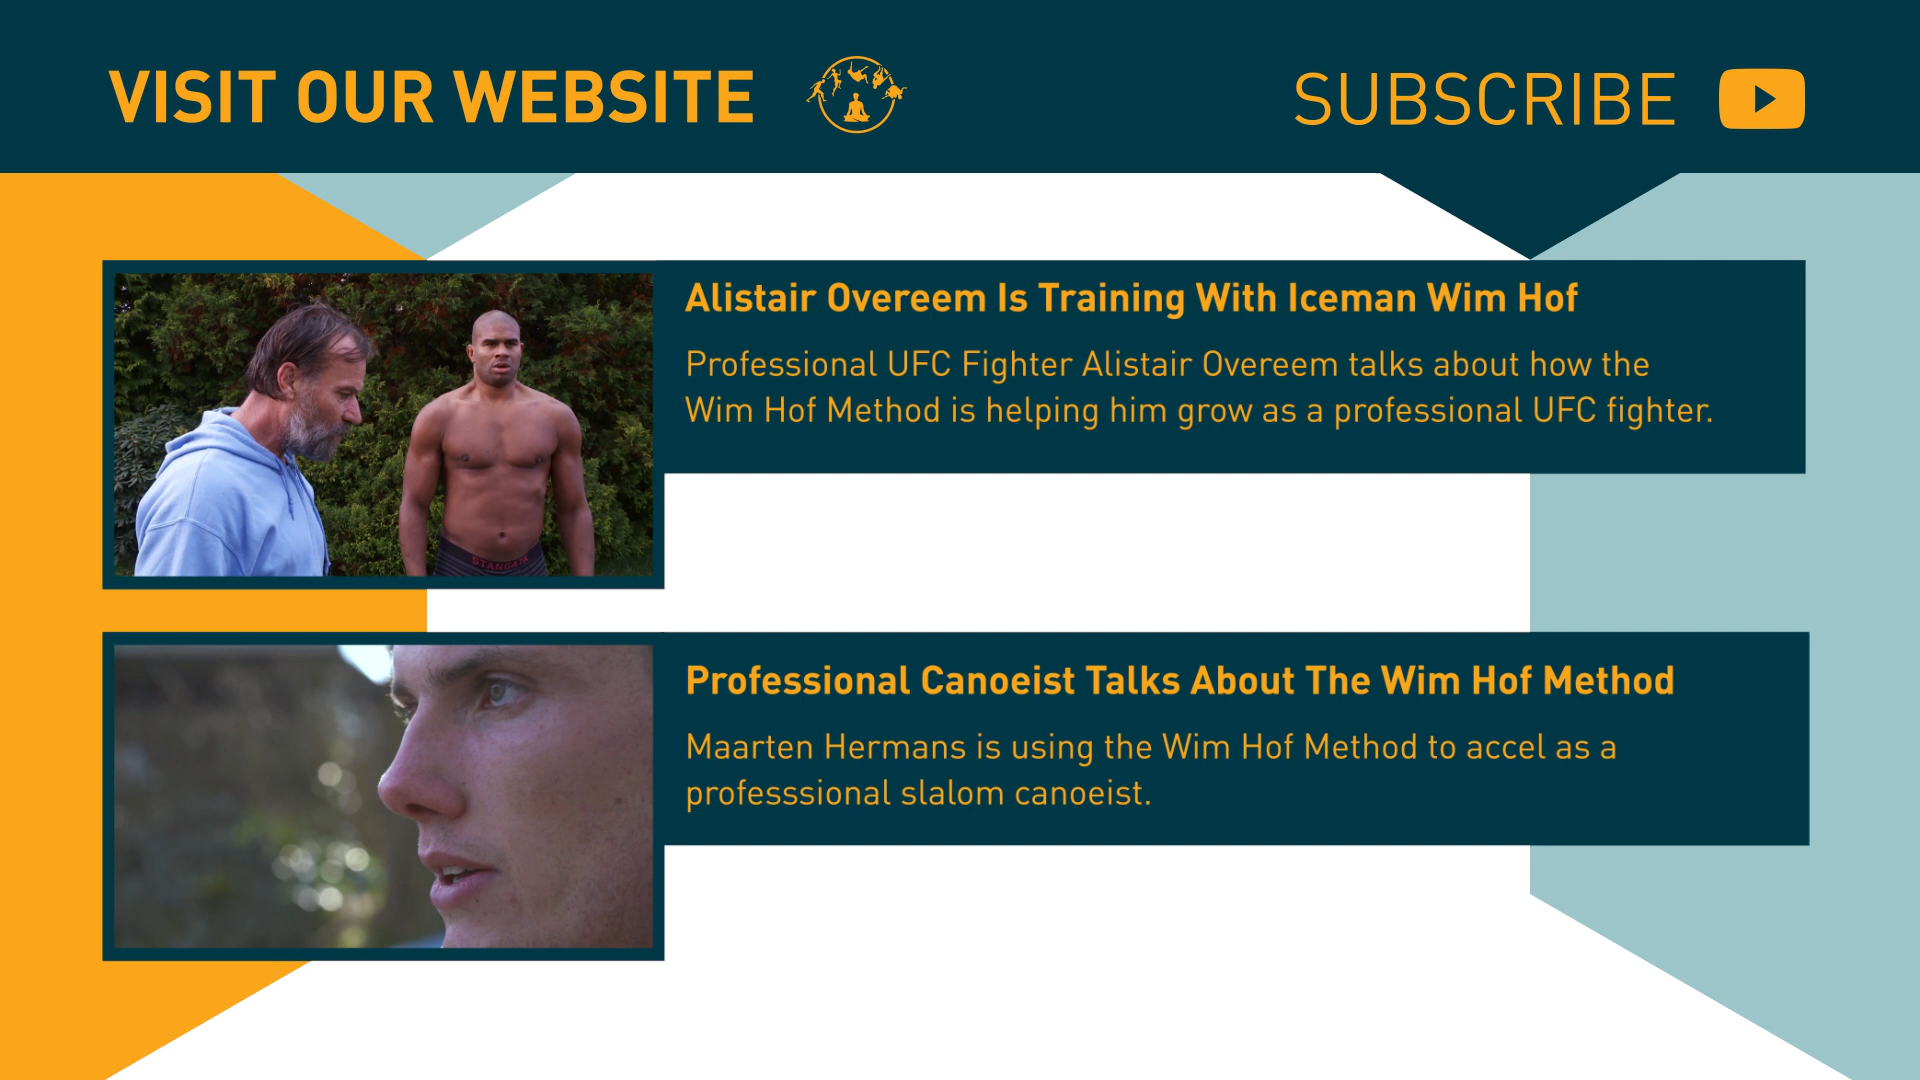 VISIT OUR WEBSITE
SUBSCRIBE
Alistair Overeem Is Training With Iceman Wim Hof
Professional UFC Fighter Alistair Overeem talks about how the
Wim Hof Method is helping him grow as a professional UFC fighter.
STANGAM
Professional Canoeist Talks About The Wim Hof Method
Maarten Hermans is using the Wim Hof Method to accel as a
professsional slalom canoeist.